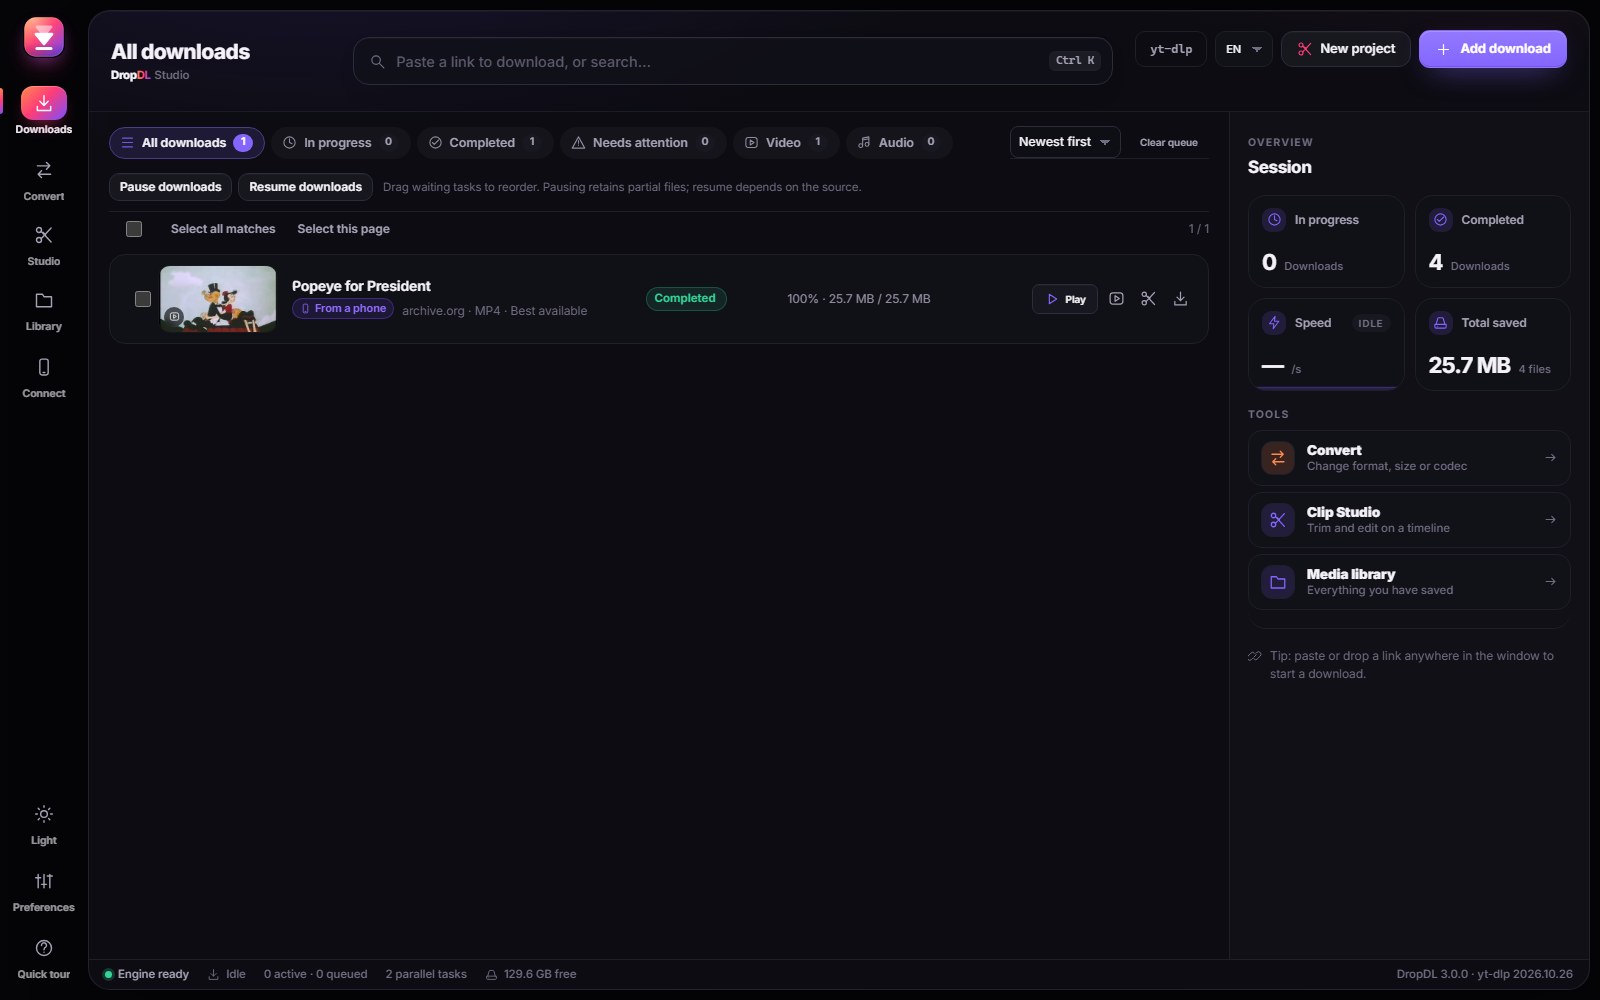 All downloads
DropDL Studio
Paste a link to download, or search...
Ctrl K
yt-dlp
EN
New project
Add download
Downloads
Convert
Studio
Library
Connect
Light
Preferences
Quick tour
All downloads 1
In progress 0
Completed 1
Needs attention 0
Video 1
Audio 0
Newest first
Clear queue
Pause downloads
Resume downloads
Drag waiting tasks to reorder. Pausing retains partial files; resume depends on the source.
Select all matches
Select this page
1 / 1
Popeye for President
From a phone
archive.org · MP4 · Best available
Completed
100% · 25.7 MB / 25.7 MB
Play
OVERVIEW
Session
In progress
0 Downloads
Completed
4 Downloads
Speed
IDLE
— /s
Total saved
25.7 MB 4 files
TOOLS
Convert
Change format, size or codec
Clip Studio
Trim and edit on a timeline
Media library
Everything you have saved
Tip: paste or drop a link anywhere in the window to
start a download.
Engine ready
Idle
0 active · 0 queued
2 parallel tasks
129.6 GB free
DropDL 3.0.0 · yt-dlp 2026.10.26